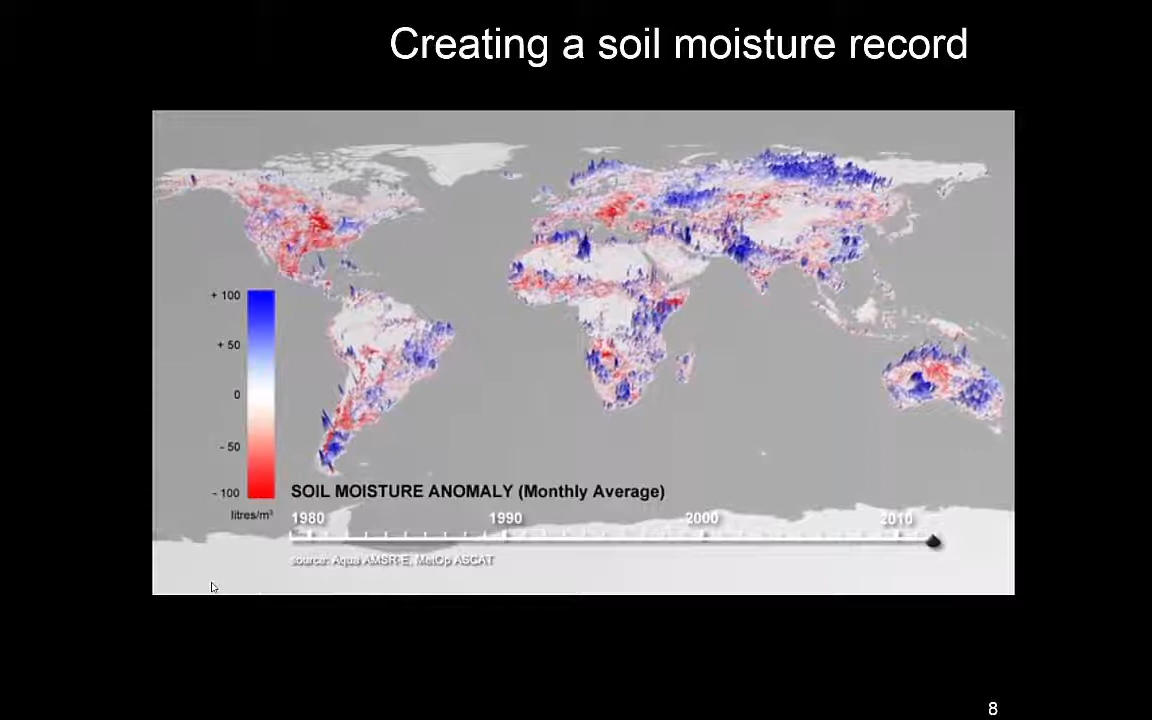 Creating a soil moisture record
+ 100
+ 50
0
- 50
- 100
litres/m³
SOIL MOISTURE ANOMALY (Monthly Average)
1980 1990 2000 2010
source: Aqua AMSR-E, MetOp ASCAT
8